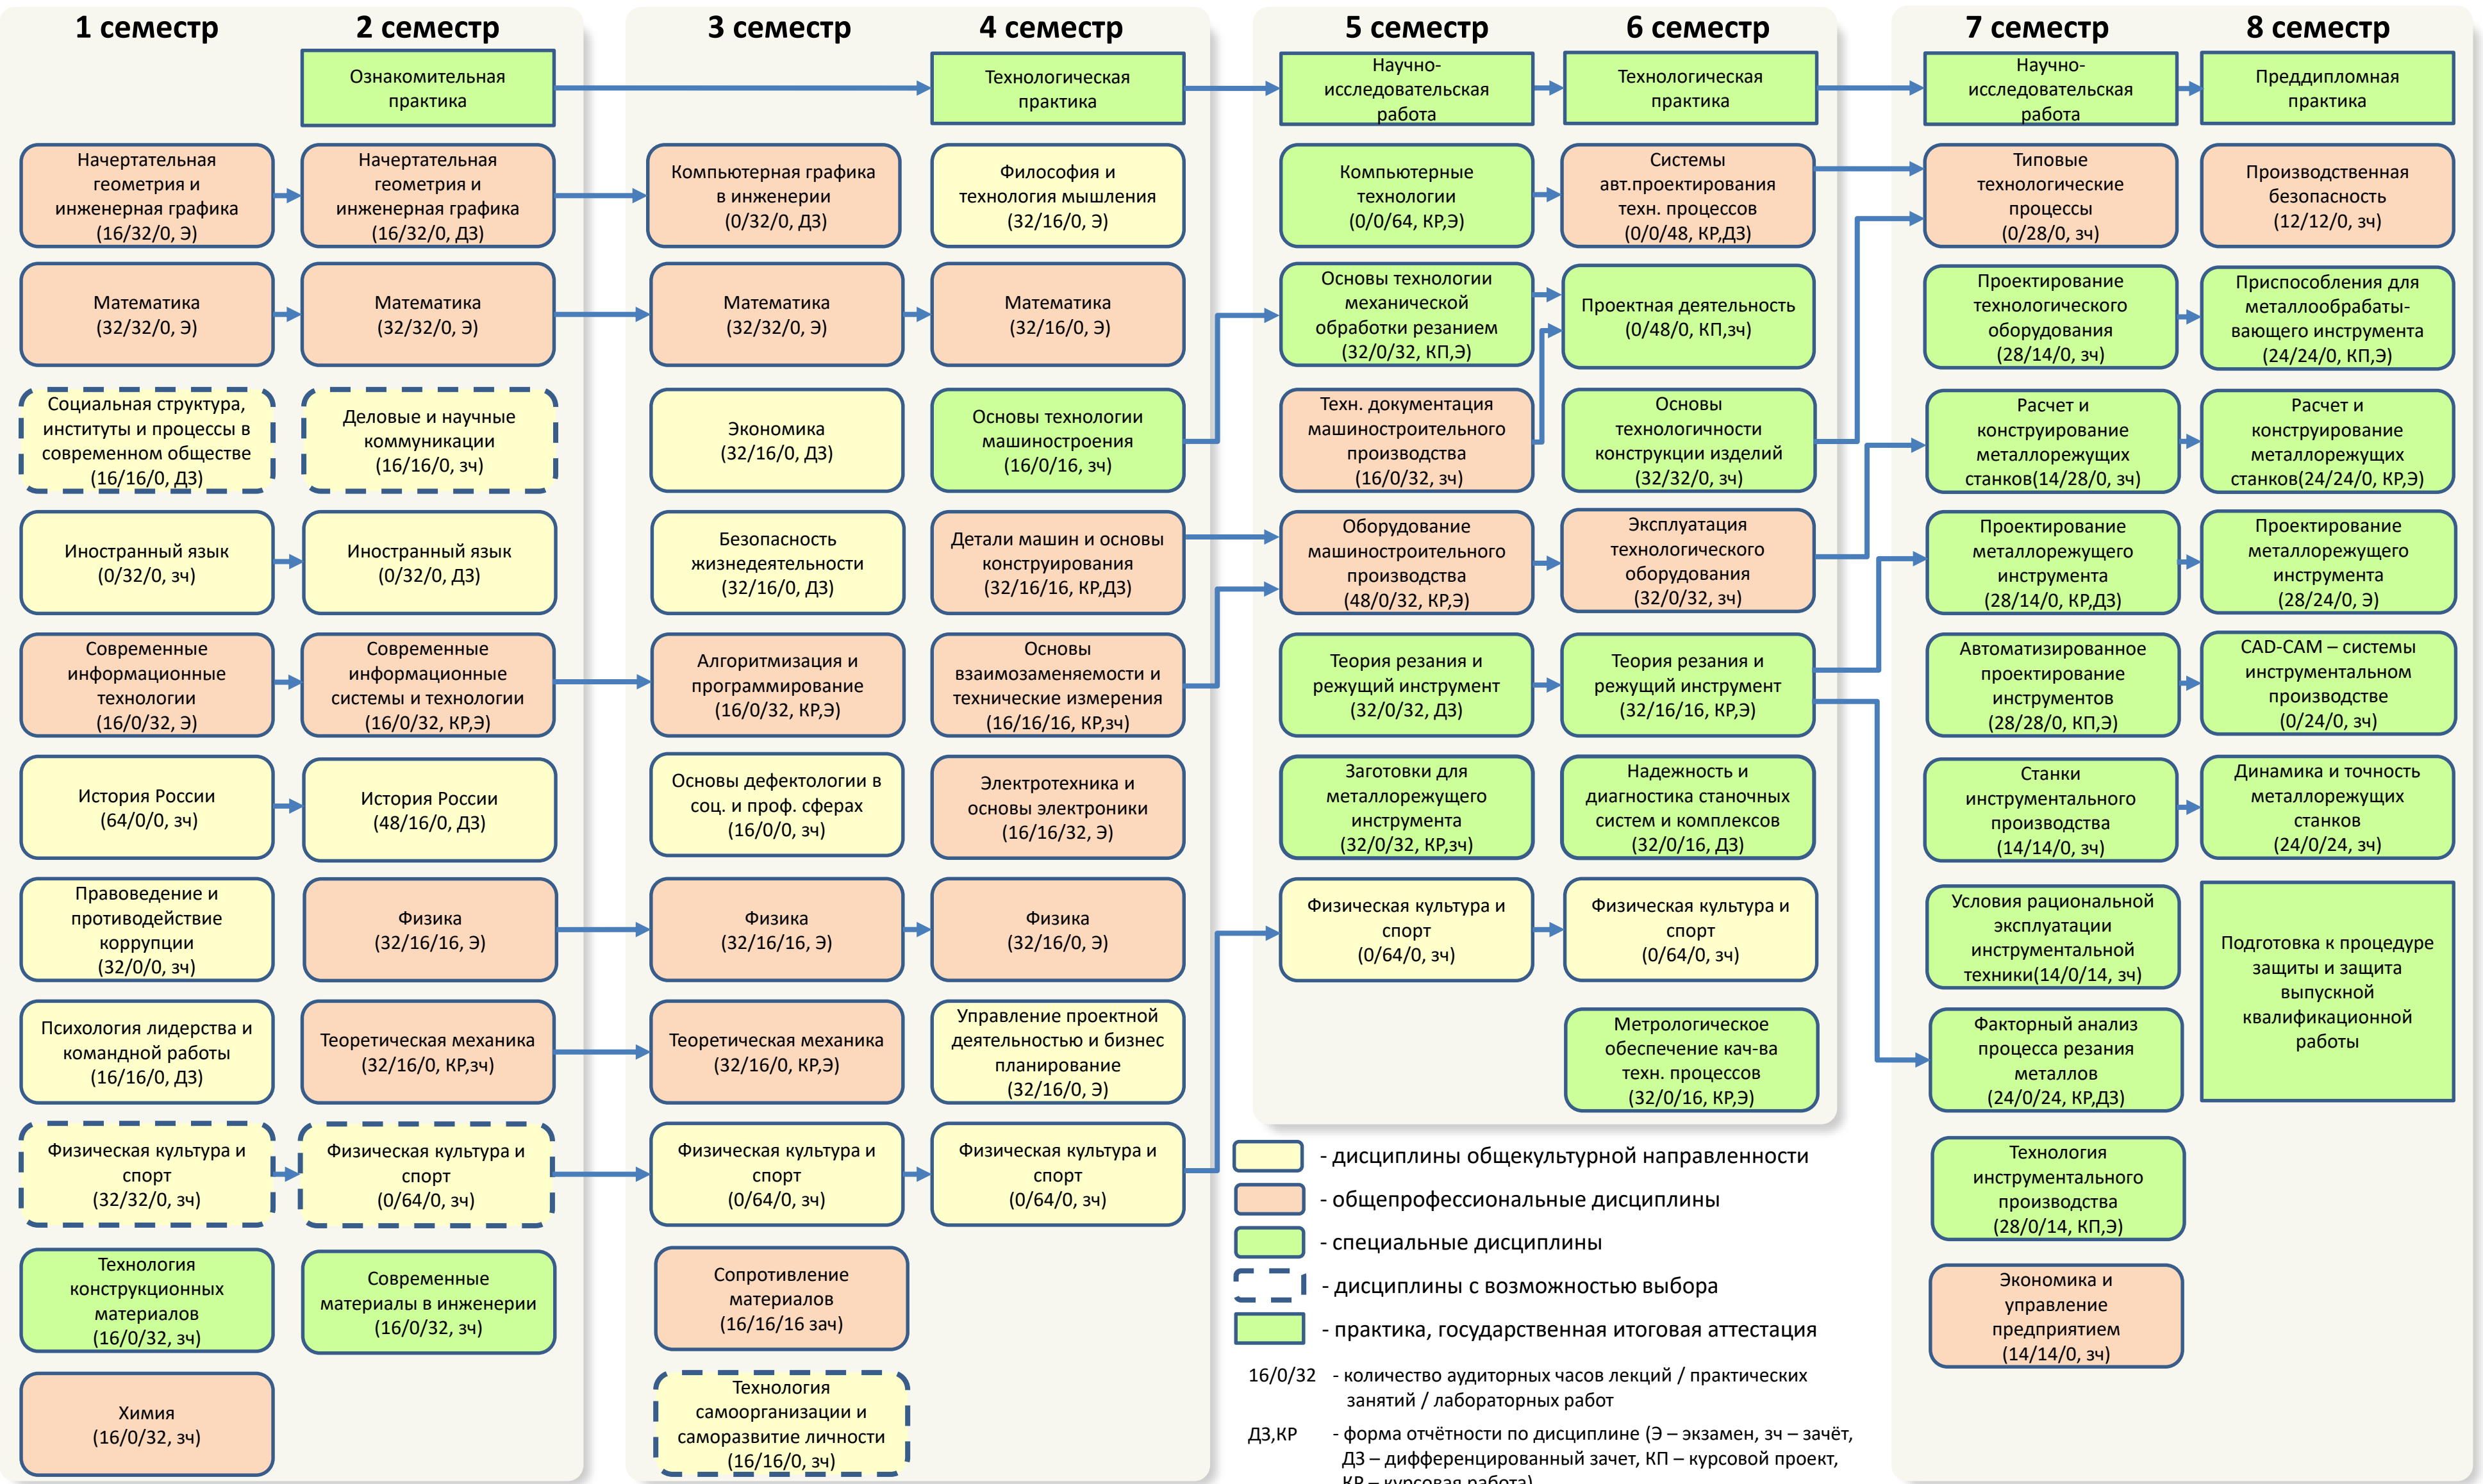 1 семестр
2 семестр
3 семестр
4 семестр
5 семестр
6 семестр
7 семестр
8 семестр
Ознакомительная
практика
Технологическая
практика
Научно-
исследовательская
работа
Технологическая
практика
Научно-
исследовательская
работа
Преддипломная
практика
Начертательная
геометрия и
инженерная графика
(16/32/0, Э)
Начертательная
геометрия и
инженерная графика
(16/32/0, ДЗ)
Компьютерная графика
в инженерии
(0/32/0, ДЗ)
Философия и
технология мышления
(32/16/0, Э)
Компьютерные
технологии
(0/0/64, КР,Э)
Системы
авт.проектирования
техн. процессов
(0/0/48, КР,ДЗ)
Типовые
технологические
процессы
(0/28/0, зч)
Производственная
безопасность
(12/12/0, зч)
Математика
(32/32/0, Э)
Математика
(32/32/0, Э)
Математика
(32/32/0, Э)
Математика
(32/16/0, Э)
Основы технологии
механической
обработки резанием
(32/0/32, КП,Э)
Проектная деятельность
(0/48/0, КП,зч)
Проектирование
технологического
оборудования
(28/14/0, зч)
Приспособления для
металлообрабаты-
вающего инструмента
(24/24/0, КП,Э)
Социальная структура,
институты и процессы в
современном обществе
(16/16/0, ДЗ)
Деловые и научные
коммуникации
(16/16/0, зч)
Экономика
(32/16/0, ДЗ)
Основы технологии
машиностроения
(16/0/16, зч)
Техн. документация
машиностроительного
производства
(16/0/32, зч)
Основы
технологичности
конструкции изделий
(32/32/0, зч)
Расчет и
конструирование
металлорежущих
станков(14/28/0, зч)
Расчет и
конструирование
металлорежущих
станков(24/24/0, КР,Э)
Иностранный язык
(0/32/0, зч)
Иностранный язык
(0/32/0, ДЗ)
Безопасность
жизнедеятельности
(32/16/0, ДЗ)
Детали машин и основы
конструирования
(32/16/16, КР,ДЗ)
Оборудование
машиностроительного
производства
(48/0/32, КР,Э)
Эксплуатация
технологического
оборудования
(32/0/32, зч)
Проектирование
металлорежущего
инструмента
(28/14/0, КР,ДЗ)
Проектирование
металлорежущего
инструмента
(28/24/0, Э)
Современные
информационные
технологии
(16/0/32, Э)
Современные
информационные
системы и технологии
(16/0/32, КР,Э)
Алгоритмизация и
программирование
(16/0/32, КР,Э)
Основы
взаимозаменяемости и
технические измерения
(16/16/16, КР,зч)
Теория резания и
режущий инструмент
(32/0/32, ДЗ)
Теория резания и
режущий инструмент
(32/16/16, КР,Э)
Автоматизированное
проектирование
инструментов
(28/28/0, КП,Э)
CAD-CAM – системы
инструментальном
производстве
(0/24/0, зч)
История России
(64/0/0, зч)
История России
(48/16/0, ДЗ)
Основы дефектологии в
соц. и проф. сферах
(16/0/0, зч)
Электротехника и
основы электроники
(16/16/32, Э)
Заготовки для
металлорежущего
инструмента
(32/0/32, КР,зч)
Надежность и
диагностика станочных
систем и комплексов
(32/0/16, ДЗ)
Станки
инструментального
производства
(14/14/0, зч)
Динамика и точность
металлорежущих
станков
(24/0/24, зч)
Правоведение и
противодействие
коррупции
(32/0/0, зч)
Физика
(32/16/16, Э)
Физика
(32/16/16, Э)
Физика
(32/16/0, Э)
Физическая культура и
спорт
(0/64/0, зч)
Физическая культура и
спорт
(0/64/0, зч)
Условия рациональной
эксплуатации
инструментальной
техники(14/0/14, зч)
Подготовка к процедуре
защиты и защита
выпускной
квалификационной
работы
Психология лидерства и
командной работы
(16/16/0, ДЗ)
Теоретическая механика
(32/16/0, КР,зч)
Теоретическая механика
(32/16/0, КР,Э)
Управление проектной
деятельностью и бизнес
планирование
(32/16/0, Э)
Метрологическое
обеспечение кач-ва
техн. процессов
(32/0/16, КР,Э)
Факторный анализ
процесса резания
металлов
(24/0/24, КР,ДЗ)
Физическая культура и
спорт
(32/32/0, зч)
Физическая культура и
спорт
(0/64/0, зч)
Физическая культура и
спорт
(0/64/0, зч)
Физическая культура и
спорт
(0/64/0, зч)
Технология
инструментального
производства
(28/0/14, КП,Э)
Технология
конструкционных
материалов
(16/0/32, зч)
Современные
материалы в инженерии
(16/0/32, зч)
Сопротивление
материалов
(16/16/16 зач)
Экономика и
управление
предприятием
(14/14/0, зч)
Химия
(16/0/32, зч)
Технология
самоорганизации и
саморазвитие личности
(16/16/0, зч)
- дисциплины общекультурной направленности
- общепрофессиональные дисциплины
- специальные дисциплины
- дисциплины с возможностью выбора
- практика, государственная итоговая аттестация
16/0/32 - количество аудиторных часов лекций / практических
занятий / лабораторных работ
ДЗ,КР - форма отчётности по дисциплине (Э – экзамен, зч – зачёт,
ДЗ – дифференцированный зачет, КП – курсовой проект,
КР – курсовая работа)